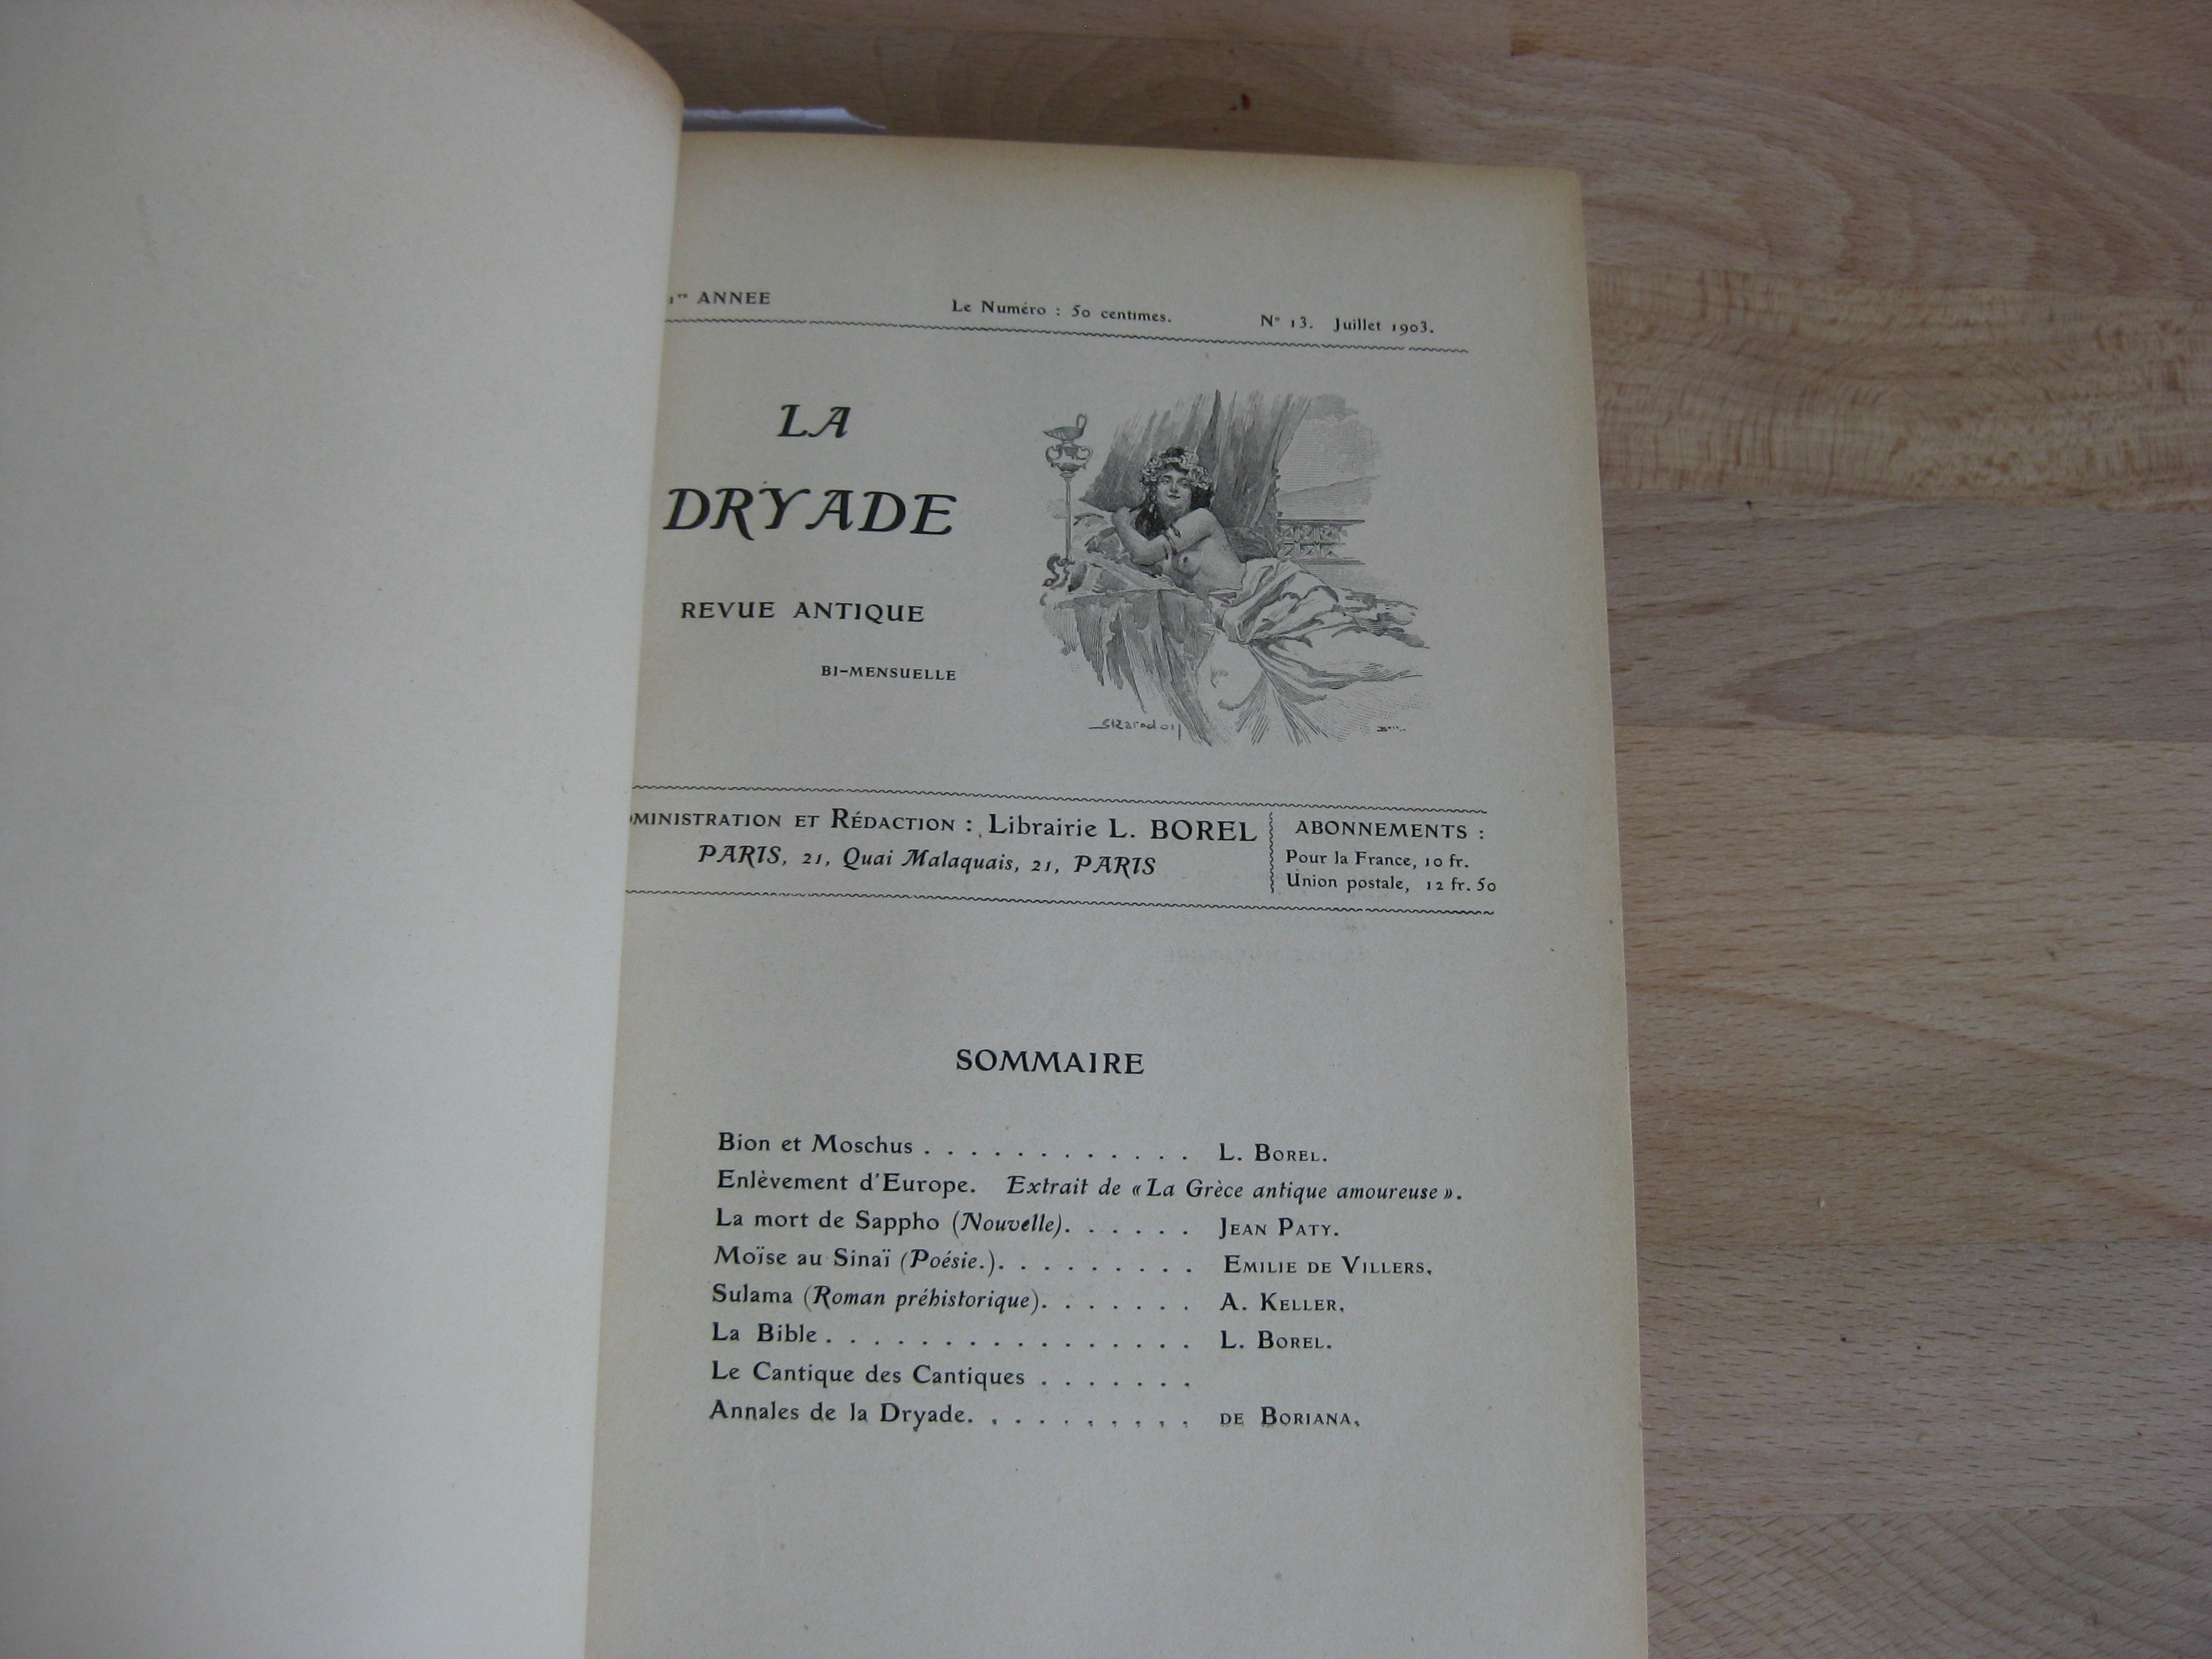 1re ANNEE Le Numéro : 50 centimes. No 13. Juillet 1903.
LA
DRYADE
REVUE ANTIQUE
BI-MENSUELLE
MINISTRATION ET RÉDACTION : Librairie L. BOREL
PARIS, 21, Quai Malaquais, 21, PARIS
ABONNEMENTS :
Pour la France, 10 fr.
Union postale, 12 fr. 50
SOMMAIRE
Bion et Moschus . . . . . . . . . . . . L. BOREL.
Enlèvement d'Europe. Extrait de « La Grèce antique amoureuse ».
La mort de Sappho (Nouvelle). . . . . . JEAN PATY.
Moïse au Sinaï (Poésie.). . . . . . . . . EMILIE DE VILLERS,
Sulama (Roman préhistorique). . . . . . . A. KELLER,
La Bible . . . . . . . . . . . . . . . . L. BOREL.
Le Cantique des Cantiques . . . . . . .
Annales de la Dryade. . . . . . . . . . DE BORIANA,